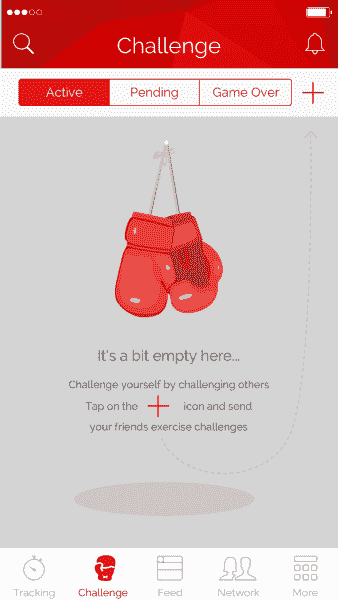 Challenge
Active Pending Game Over
It's a bit empty here...
Challenge yourself by challenging others
Tap on the icon and send
your friends exercise challenges
Tracking Challenge Feed Network More